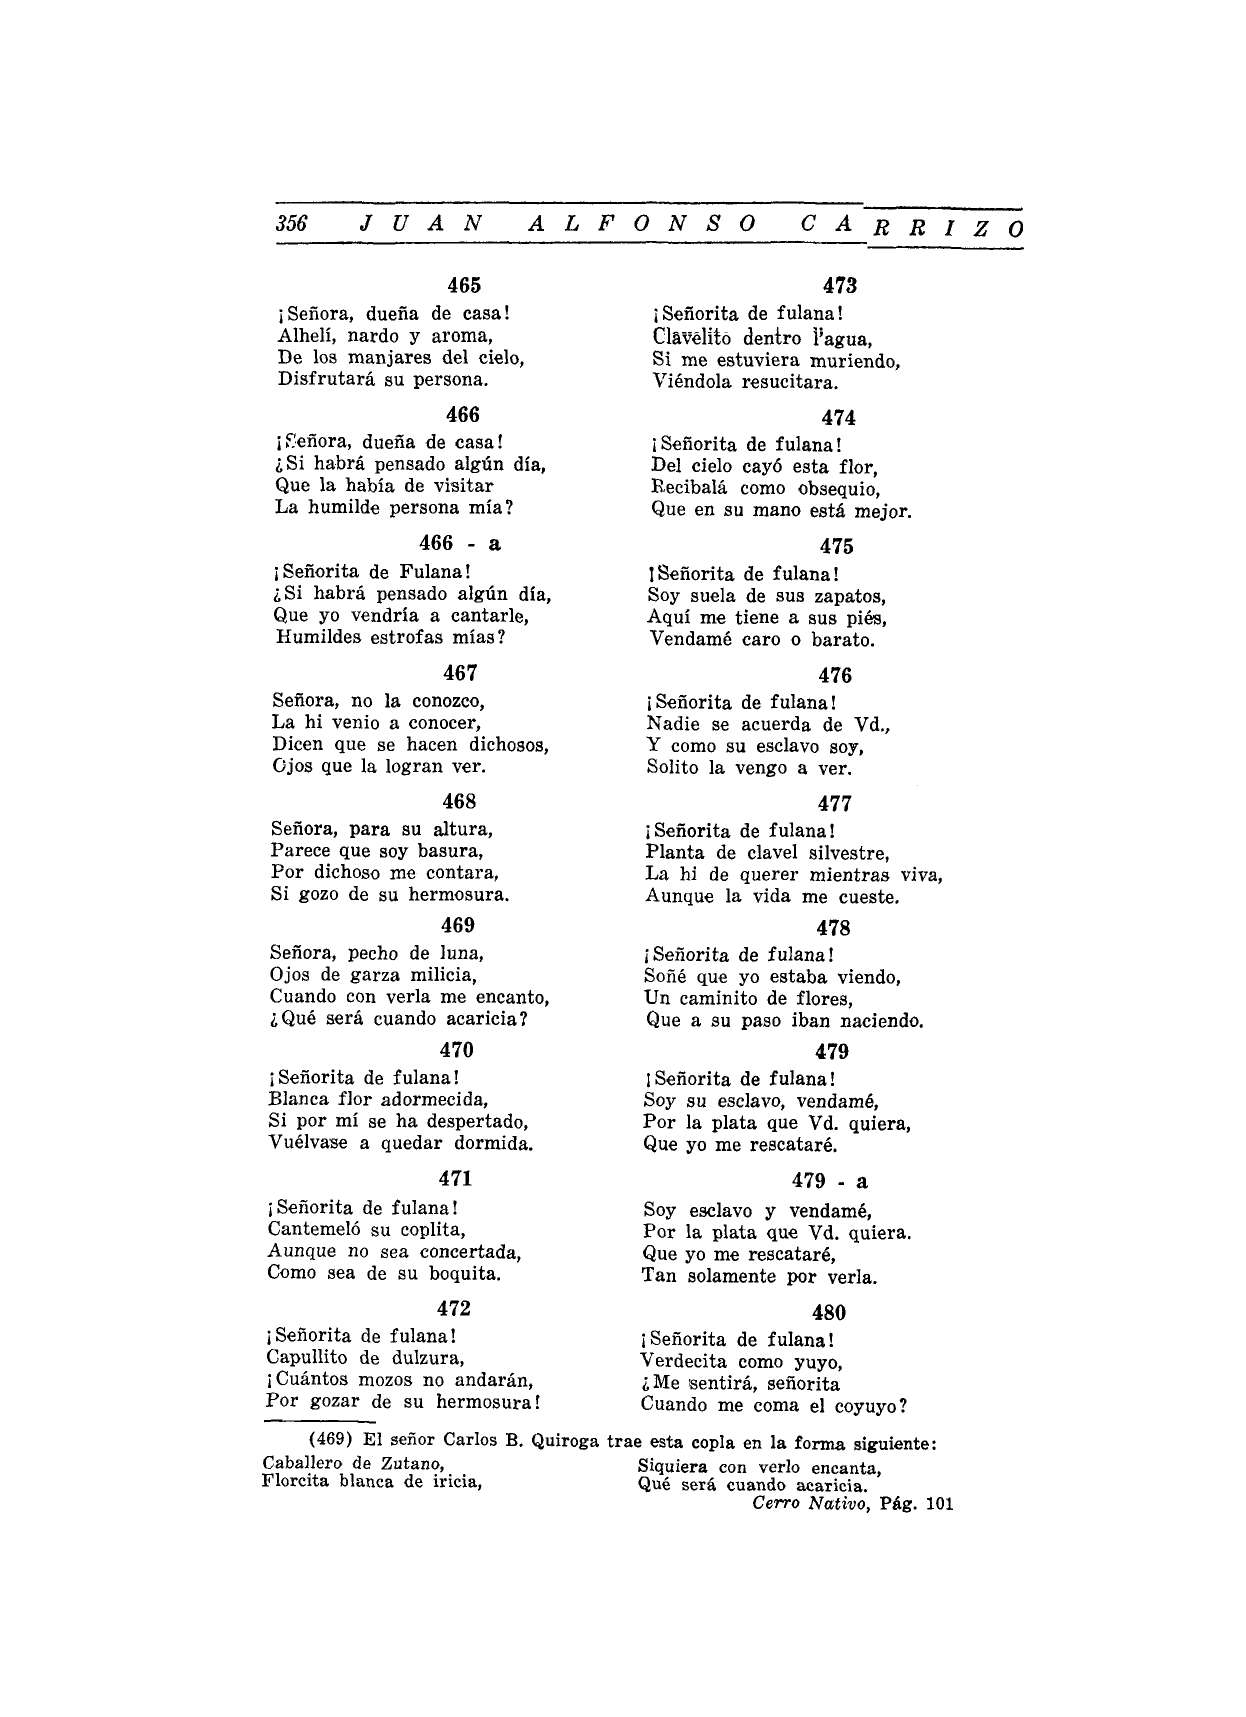 356 JUAN ALFONSO CARRIZO
465
¡Señora, dueña de casa!
Alhelí, nardo y aroma,
De los manjares del cielo,
Disfrutará su persona.
466
¡Señora, dueña de casa!
¿Si habrá pensado algún día,
Que la había de visitar
La humilde persona mía?
466 - a
¡Señorita de Fulana!
¿Si habrá pensado algún día,
Que yo vendría a cantarle,
Humildes estrofas mías?
467
Señora, no la conozco,
La hi venio a conocer,
Dicen que se hacen dichosos,
Ojos que la logran ver.
468
Señora, para su altura,
Parece que soy basura,
Por dichoso me contara,
Si gozo de su hermosura.
469
Señora, pecho de luna,
Ojos de garza milicia,
Cuando con verla me encanto,
¿Qué será cuando acaricia?
470
¡Señorita de fulana!
Blanca flor adormecida,
Si por mí se ha despertado,
Vuélvase a quedar dormida.
471
¡Señorita de fulana!
Cantemeló su coplita,
Aunque no sea concertada,
Como sea de su boquita.
472
¡Señorita de fulana!
Capullito de dulzura,
¡Cuántos mozos no andarán,
Por gozar de su hermosura!
473
¡Señorita de fulana!
Clavelito dentro l'agua,
Si me estuviera muriendo,
Viéndola resucitara.
474
¡Señorita de fulana!
Del cielo cayó esta flor,
Recibalá como obsequio,
Que en su mano está mejor.
475
¡Señorita de fulana!
Soy suela de sus zapatos,
Aquí me tiene a sus piés,
Vendamé caro o barato.
476
¡Señorita de fulana!
Nadie se acuerda de Vd.,
Y como su esclavo soy,
Solito la vengo a ver.
477
¡Señorita de fulana!
Planta de clavel silvestre,
La hi de querer mientras viva,
Aunque la vida me cueste.
478
¡Señorita de fulana!
Soñé que yo estaba viendo,
Un caminito de flores,
Que a su paso iban naciendo.
479
¡Señorita de fulana!
Soy su esclavo, vendamé,
Por la plata que Vd. quiera,
Que yo me rescataré.
479 - a
Soy esclavo y vendamé,
Por la plata que Vd. quiera.
Que yo me rescataré,
Tan solamente por verla.
480
¡Señorita de fulana!
Verdecita como yuyo,
¿Me sentirá, señorita
Cuando me coma el coyuyo?
(469) El señor Carlos B. Quiroga trae esta copla en la forma siguiente:
Caballero de Zutano,
Florcita blanca de iricia,
Siquiera con verlo encanta,
Qué será cuando acaricia.
Cerro Nativo, Pág. 101